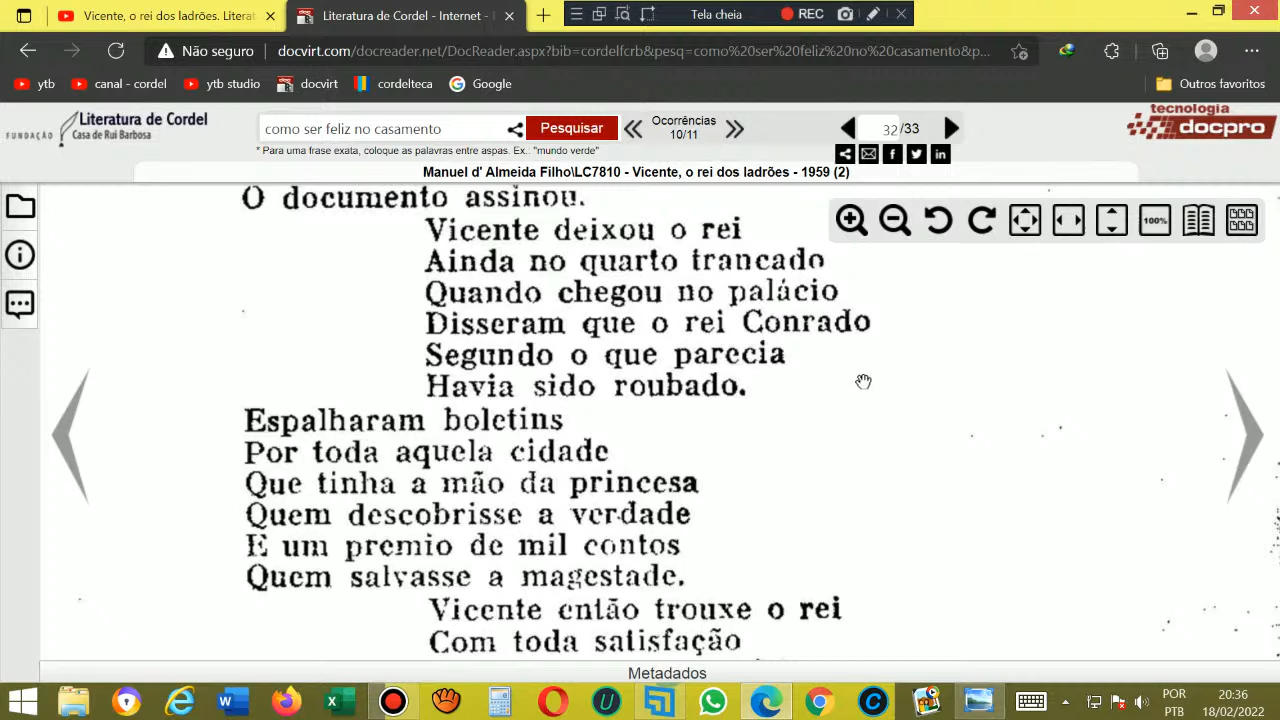 Vicente, o rei dos ladrões. Literat
Literatura de Cordel - Internet - I
Tela cheia
REC
Não seguro
docvirt.com/docreader.net/DocReader.aspx?bib=cordelfcrb&pesq=como%20ser%20feliz%20no%20casamento&p...
ytb
canal - cordel
ytb studio
docvirt
cordelteca
Google
Outros favoritos
FUNDAÇÃO
Literatura de Cordel
Casa de Rui Barbosa
como ser feliz no casamento
Pesquisar
Ocorrências
10/11
32/33
tecnologia
docpro
* Para uma frase exata, coloque as palavras entre aspas. Ex.: "mundo verde"
Manuel d' Almeida Filho\LC7810 - Vicente, o rei dos ladrões - 1959 (2)
100%
O documento assinou.
Vicente deixou o rei
Ainda no quarto trancado
Quando chegou no palácio
Disseram que o rei Conrado
Segundo o que parecia
Havia sido roubado.
Espalharam boletins
Por toda aquela cidade
Que tinha a mão da princesa
Quem descobrisse a verdade
E um premio de mil contos
Quem salvasse a magestade.
Vicente então trouxe o rei
Com toda satisfação
Metadados
POR
PTB
20:36
18/02/2022